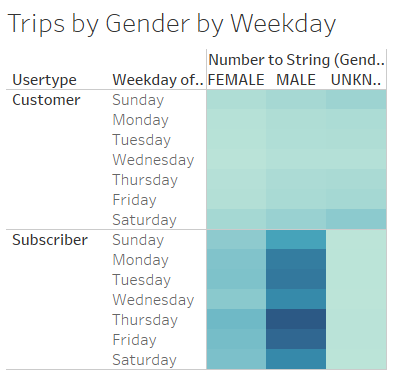 Trips by Gender by Weekday
Number to String (Gend..
Usertype Weekday of.. FEMALE MALE UNKN..
Customer Sunday
Monday
Tuesday
Wednesday
Thursday
Friday
Saturday
Subscriber Sunday
Monday
Tuesday
Wednesday
Thursday
Friday
Saturday